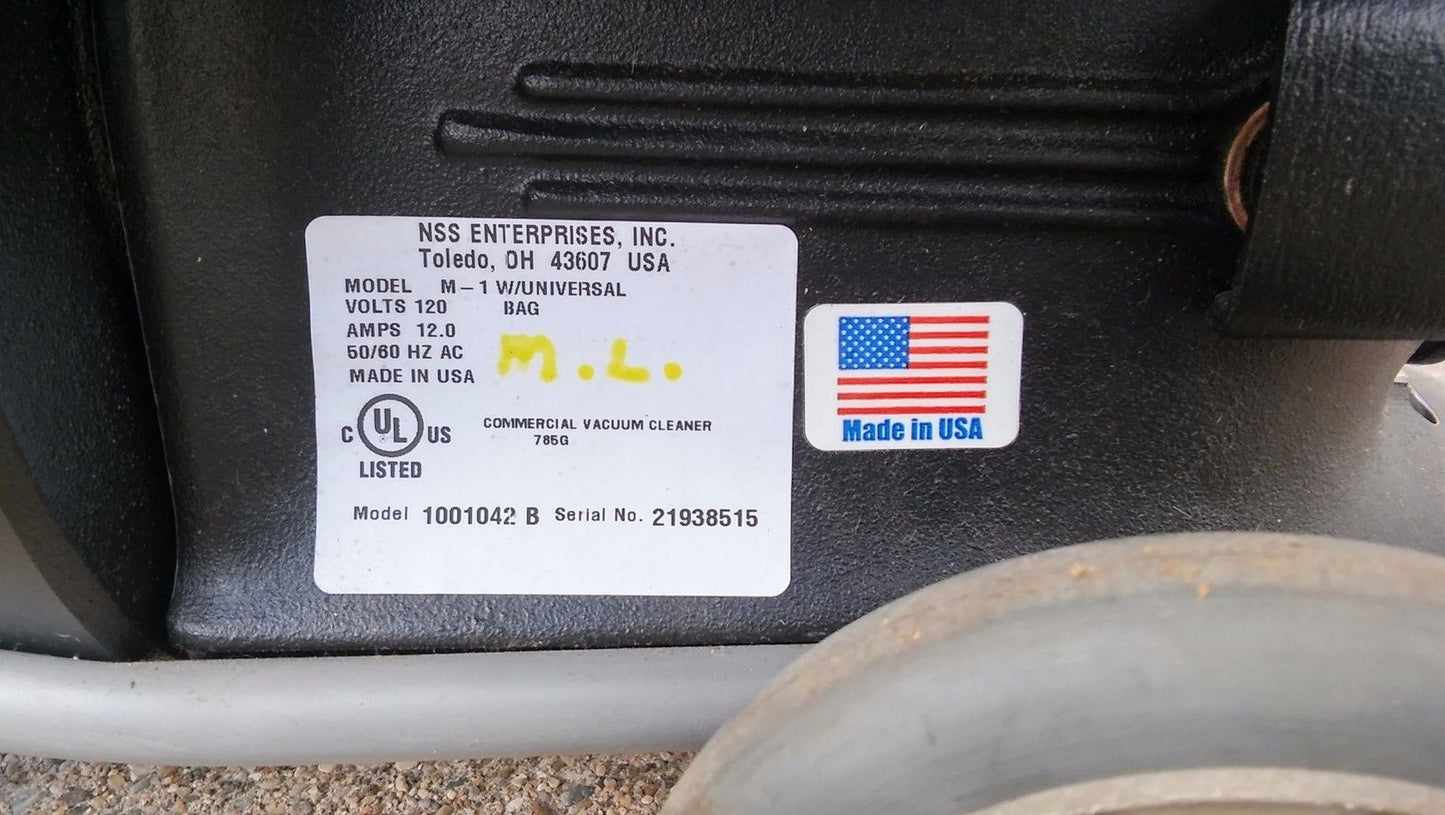 NSS ENTERPRISES, INC.
Toledo, OH 43607 USA
MODEL M-1 W/UNIVERSAL
VOLTS 120 BAG
AMPS 12.0
50/60 HZ AC
MADE IN USA
M.L.
C UL US
LISTED
COMMERCIAL VACUUM CLEANER
785G
Model 1001042 B Serial No. 21938515
Made in USA